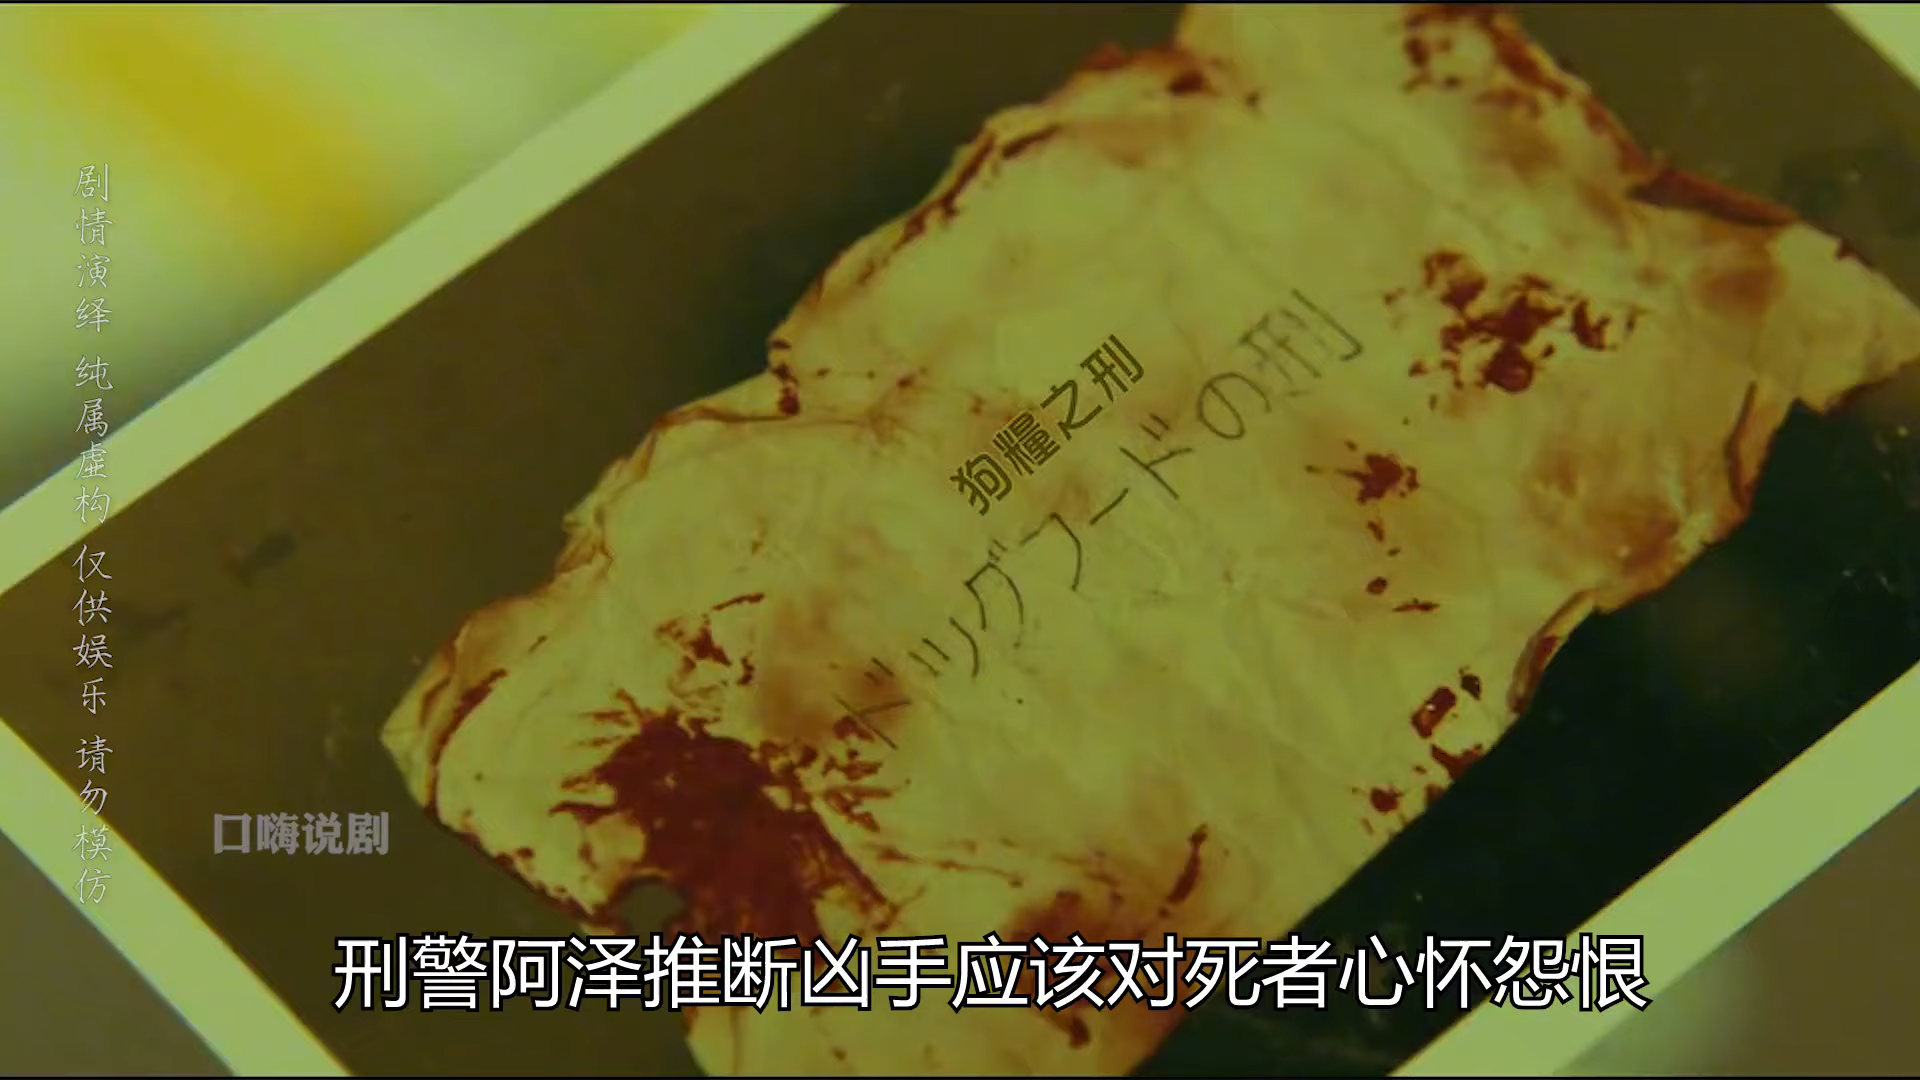 剧情演绎 纯属虚构 仅供娱乐 请勿模仿
狗糧之刑
ドッグフードの刑
口嗨说剧
刑警阿泽推断凶手应该对死者心怀怨恨